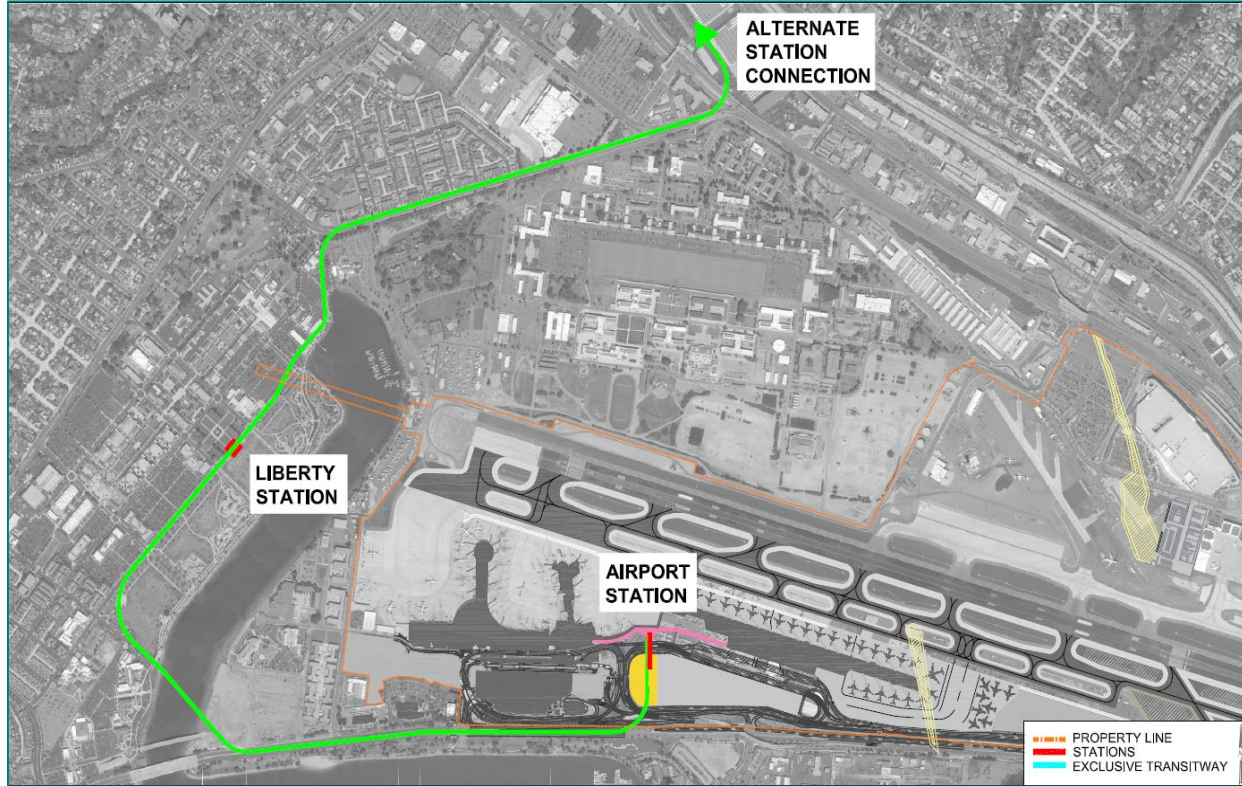 ALTERNATE
STATION
CONNECTION
LIBERTY
STATION
AIRPORT
STATION
PROPERTY LINE
STATIONS
EXCLUSIVE TRANSITWAY